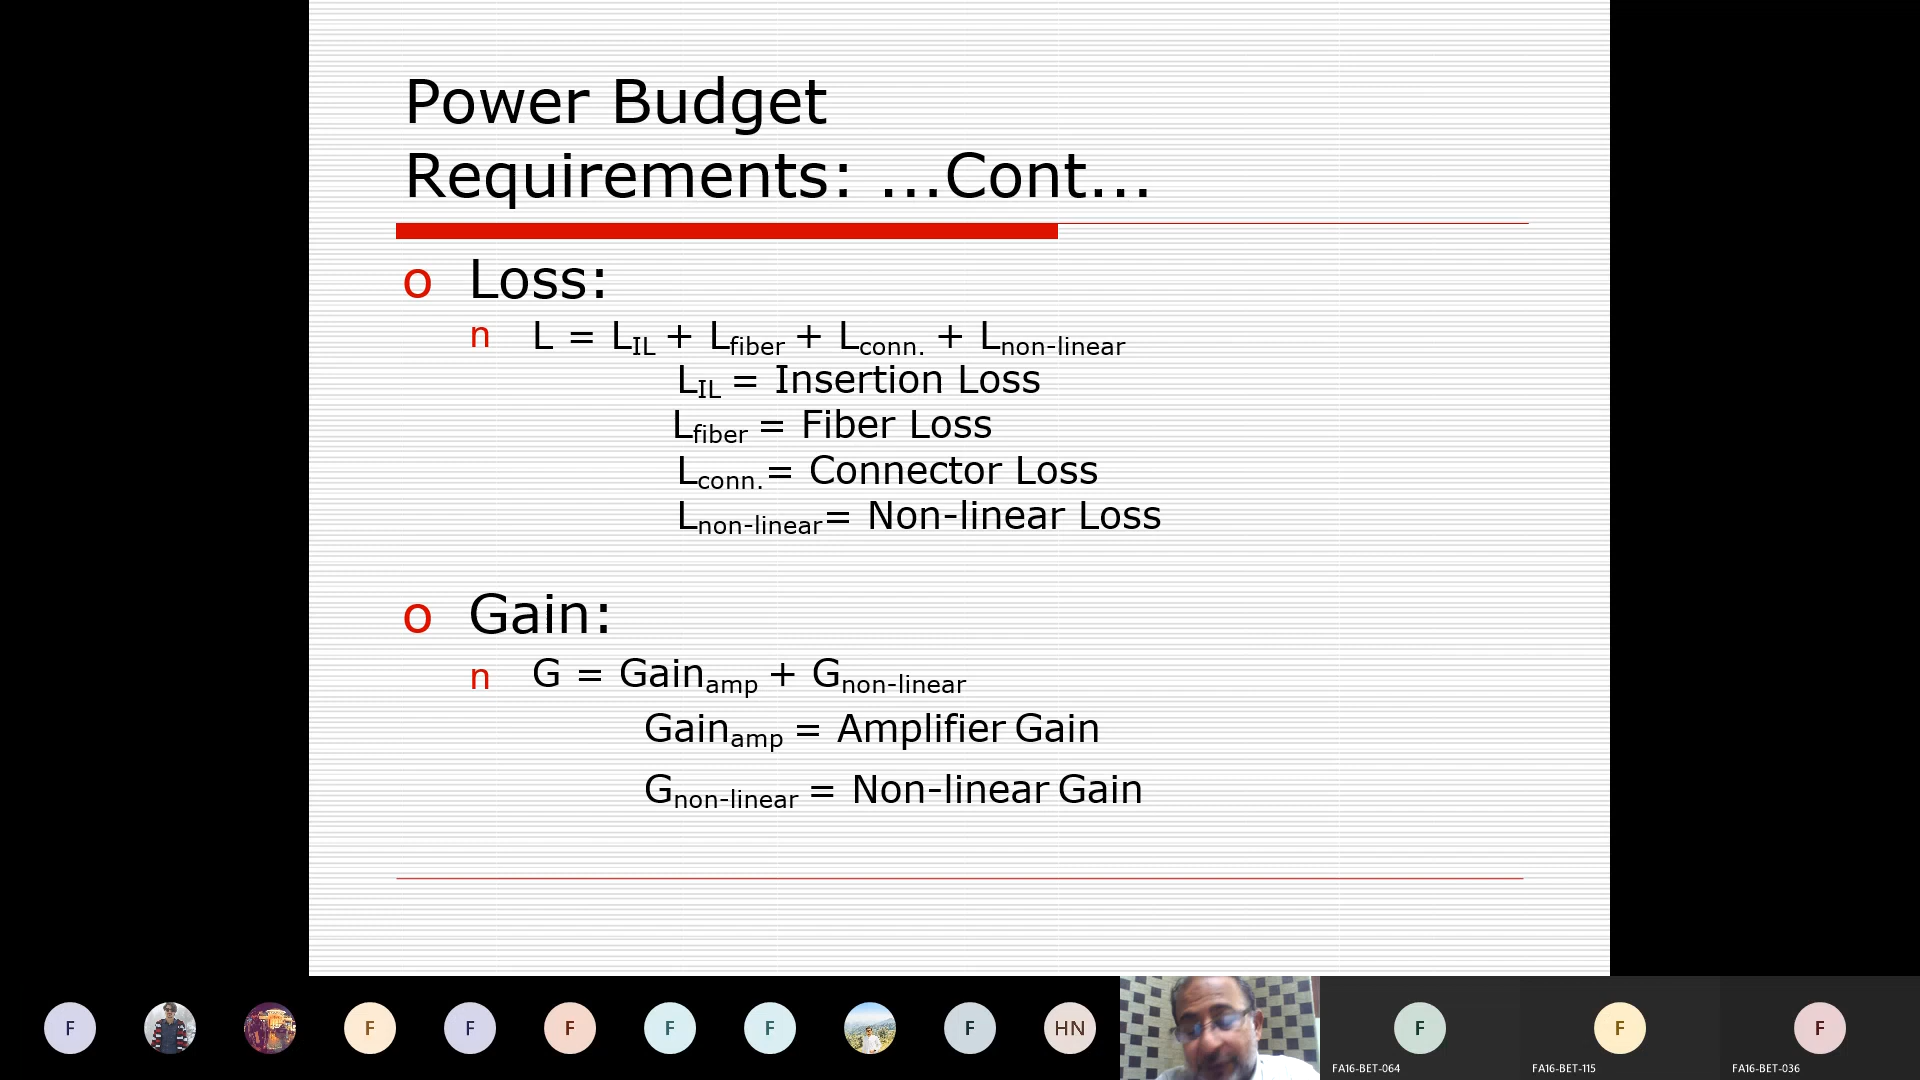 Power Budget
Requirements: ...Cont...
o Loss:
n L = LIL + Lfiber + Lconn. + Lnon-linear
LIL = Insertion Loss
Lfiber = Fiber Loss
Lconn.= Connector Loss
Lnon-linear= Non-linear Loss
o Gain:
n G = Gainamp + Gnon-linear
Gainamp = Amplifier Gain
Gnon-linear = Non-linear Gain
F F F F F F F HN F F F
FA16-BET-064 FA16-BET-115 FA16-BET-036